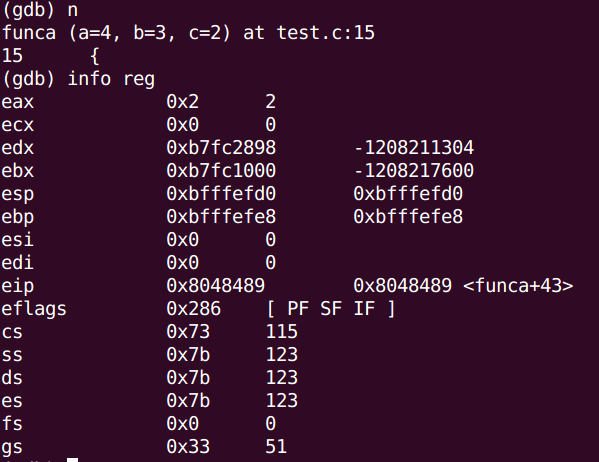 (gdb) n
funca (a=4, b=3, c=2) at test.c:15
15      {
(gdb) info reg
eax            0x2      2
ecx            0x0      0
edx            0xb7fc2898       -1208211304
ebx            0xb7fc1000       -1208217600
esp            0xbfffefd0       0xbfffefd0
ebp            0xbfffefe8       0xbfffefe8
esi            0x0      0
edi            0x0      0
eip            0x8048489        0x8048489 <funca+43>
eflags         0x286    [ PF SF IF ]
cs             0x73     115
ss             0x7b     123
ds             0x7b     123
es             0x7b     123
fs             0x0      0
gs             0x33     51